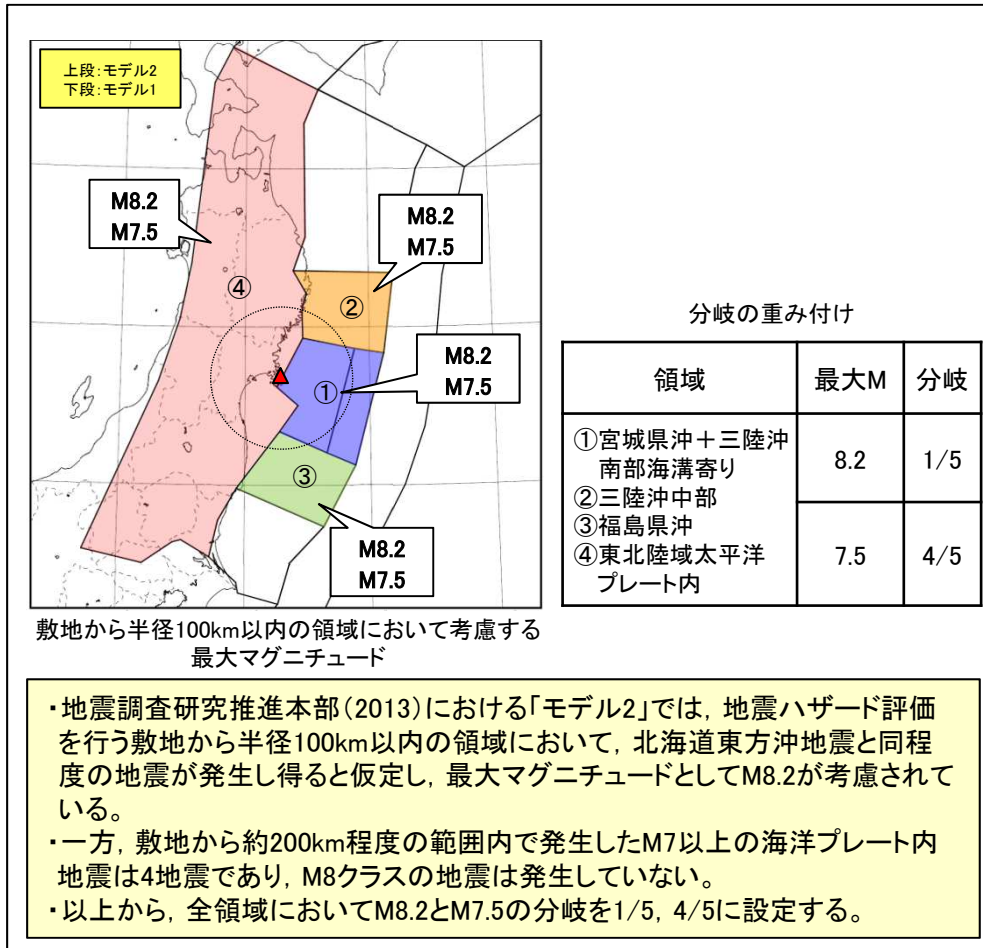 上段:モデル2
下段:モデル1
M8.2
M7.5
M8.2
M7.5
④
②
M8.2
M7.5
①
③
M8.2
M7.5
敷地から半径100km以内の領域において考慮する
最大マグニチュード
分岐の重み付け
領域 最大M 分岐
①宮城県沖+三陸沖
南部海溝寄り
②三陸沖中部
③福島県沖
④東北陸域太平洋
プレート内
8.2 1/5
7.5 4/5
・地震調査研究推進本部(2013)における「モデル2」では,地震ハザード評価
を行う敷地から半径100km以内の領域において,北海道東方沖地震と同程
度の地震が発生し得ると仮定し,最大マグニチュードとしてM8.2が考慮されて
いる。
・一方,敷地から約200km程度の範囲内で発生したM7以上の海洋プレート内
地震は4地震であり,M8クラスの地震は発生していない。
・以上から,全領域においてM8.2とM7.5の分岐を1/5,4/5に設定する。